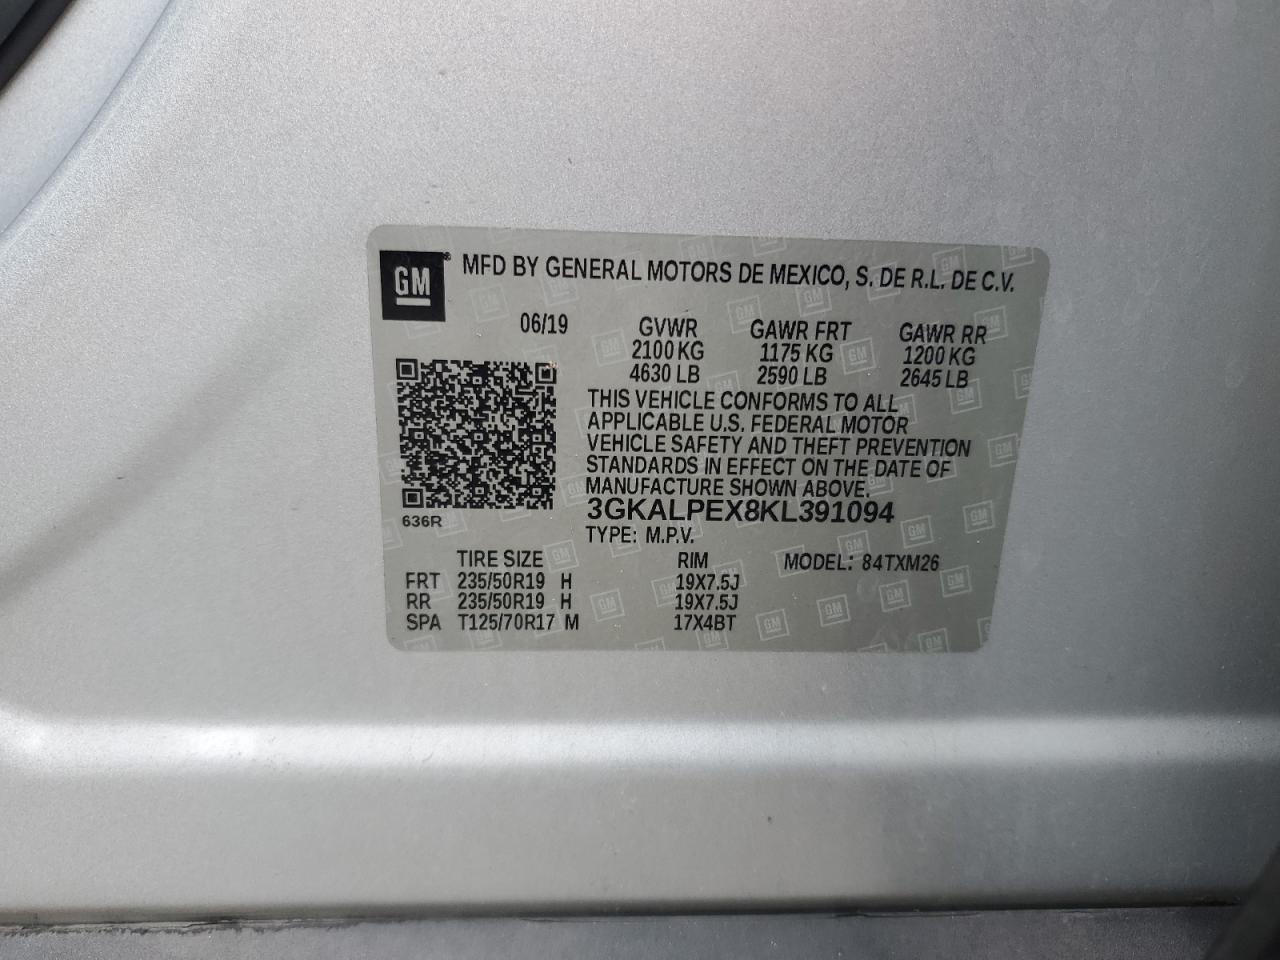 GM® MFD BY GENERAL MOTORS DE MEXICO, S. DE R.L. DE C.V.
06/19 GVWR GAWR FRT GAWR RR
2100 KG 1175 KG 1200 KG
4630 LB 2590 LB 2645 LB
THIS VEHICLE CONFORMS TO ALL
APPLICABLE U.S. FEDERAL MOTOR
VEHICLE SAFETY AND THEFT PREVENTION
STANDARDS IN EFFECT ON THE DATE OF
MANUFACTURE SHOWN ABOVE.
3GKALPEX8KL391094
636R
TYPE: M.P.V.
TIRE SIZE RIM MODEL: 84TXM26
FRT 235/50R19 H 19X7.5J
RR 235/50R19 H 19X7.5J
SPA T125/70R17 M 17X4BT